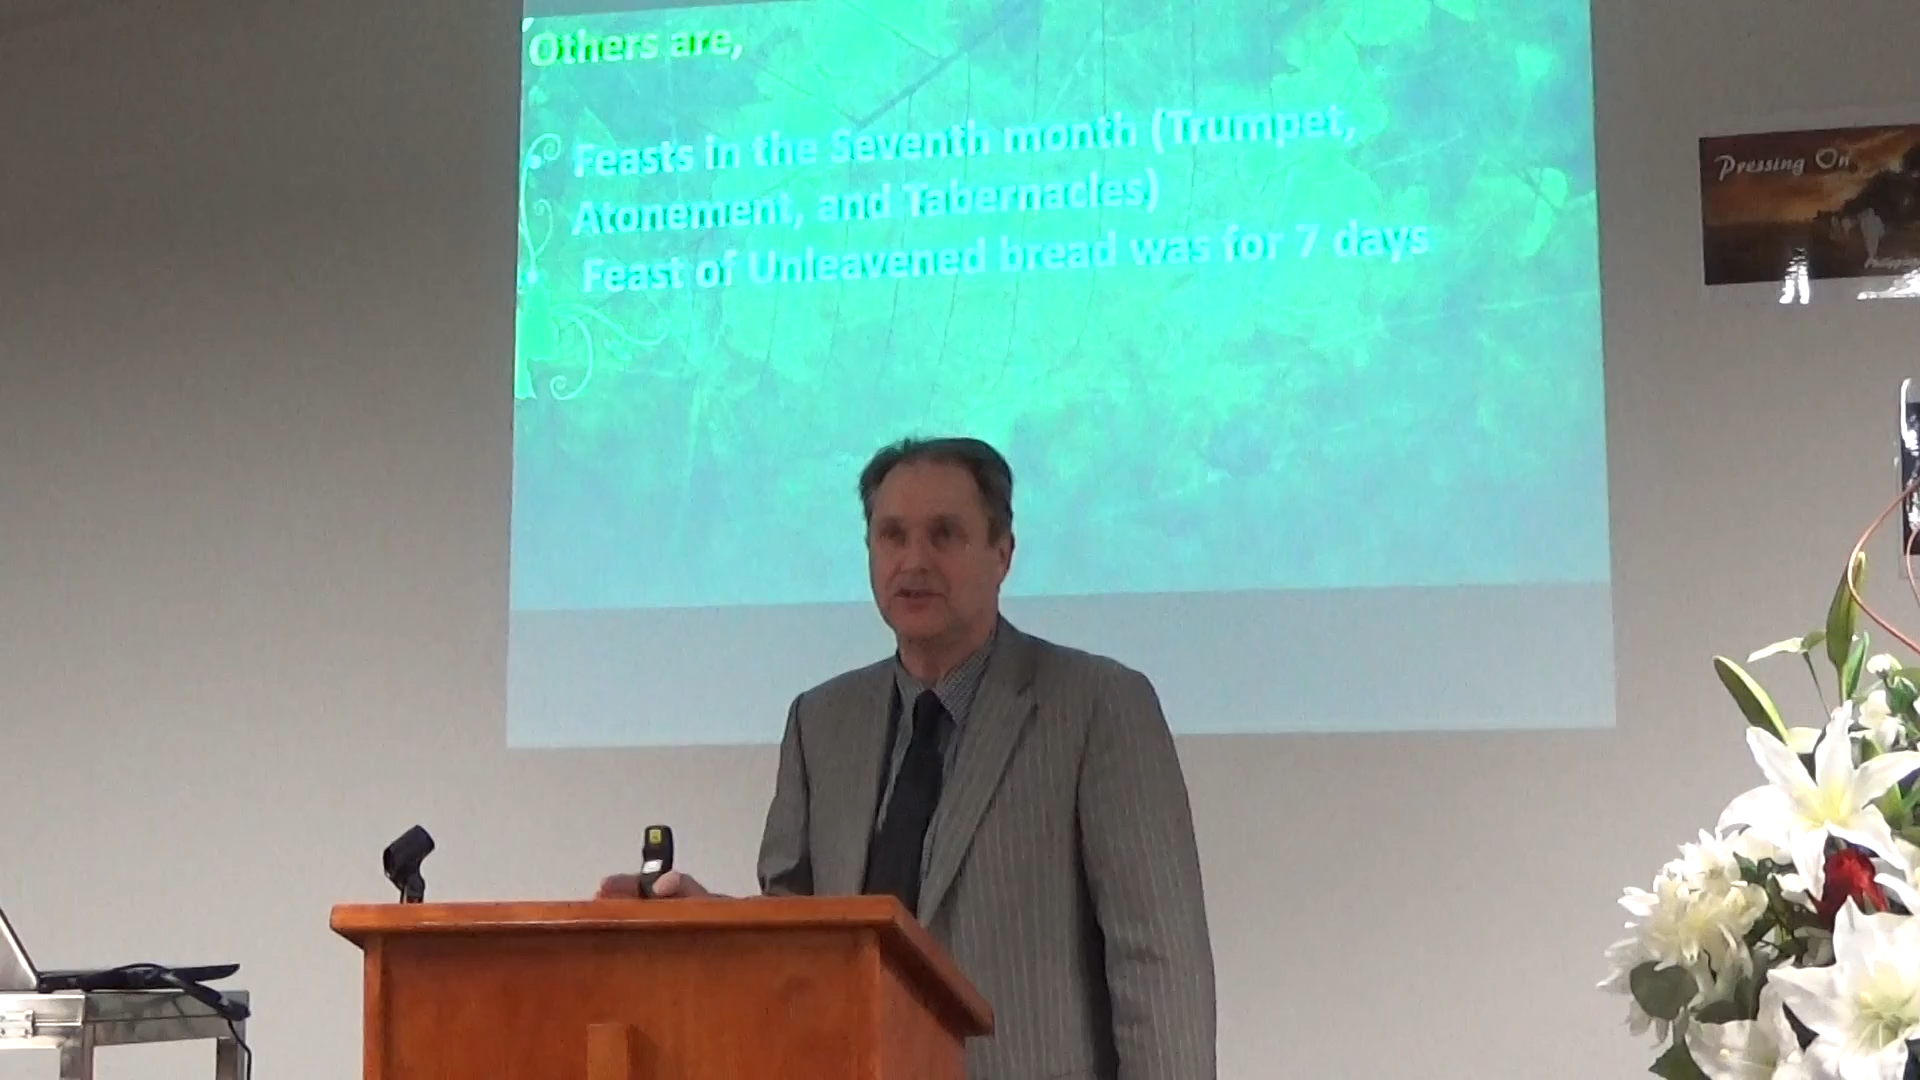 Others are,
Feasts in the Seventh month (Trumpet,
Atonement, and Tabernacles)
Feast of Unleavened bread was for 7 days
Pressing On